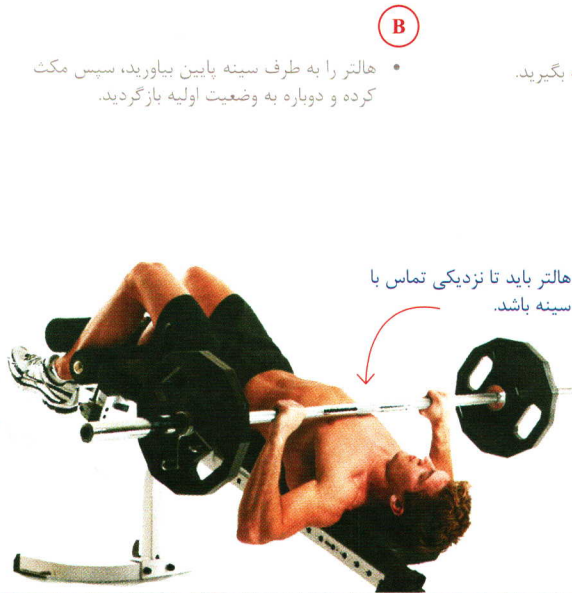 B
بگیرید.
• هالتر را به طرف سینه پایین بیاورید، سپس مکث
کرده و دوباره به وضعیت اولیه بازگردید.
هالتر باید تا نزدیکی تماس با
سینه باشد.